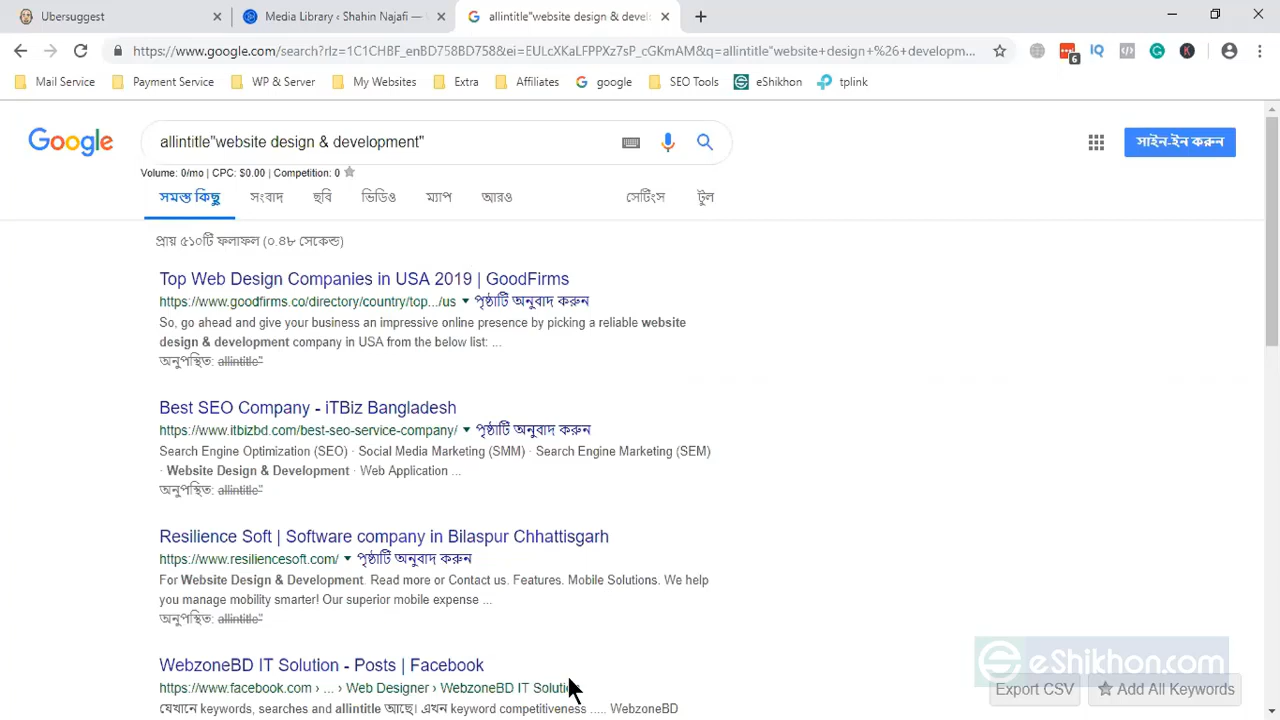 Ubersuggest
Media Library ‹ Shahin Najafi —
allintitle"website design & devel
https://www.google.com/search?rlz=1C1CHBF_enBD758BD758&ei=EULcXKaLFPPXz7sP_cGKmAM&q=allintitle"website+design+%26+developm...
Mail Service
Payment Service
WP & Server
My Websites
Extra
Affiliates
google
SEO Tools
eShikhon
tplink
6
Google
allintitle"website design & development"
সাইন-ইন করুন
Volume: 0/mo | CPC: $0.00 | Competition: 0
সমস্ত কিছু
সংবাদ
ছবি
ভিডিও
ম্যাপ
আরও
সেটিংস
টুল
প্রায় ৫১০টি ফলাফল (০.৪৮ সেকেন্ড)
Top Web Design Companies in USA 2019 | GoodFirms
https://www.goodfirms.co/directory/country/top.../us ▾ পৃষ্ঠাটি অনুবাদ করুন
So, go ahead and give your business an impressive online presence by picking a reliable website
design & development company in USA from the below list: ...
অনুপস্থিত: allintitle"
Best SEO Company - iTBiz Bangladesh
https://www.itbizbd.com/best-seo-service-company/ ▾ পৃষ্ঠাটি অনুবাদ করুন
Search Engine Optimization (SEO) · Social Media Marketing (SMM) · Search Engine Marketing (SEM)
· Website Design & Development · Web Application ...
অনুপস্থিত: allintitle"
Resilience Soft | Software company in Bilaspur Chhattisgarh
https://www.resiliencesoft.com/ ▾ পৃষ্ঠাটি অনুবাদ করুন
For Website Design & Development. Read more or Contact us. Features. Mobile Solutions. We help
you manage mobility smarter! Our superior mobile expense ...
অনুপস্থিত: allintitle"
WebzoneBD IT Solution - Posts | Facebook
https://www.facebook.com › ... › Web Designer › WebzoneBD IT Solutio
যেখানে keywords, searches and allintitle আছে। এখন keyword competitiveness ..... WebzoneBD
eShikhon.com
Export CSV
Add All Keywords